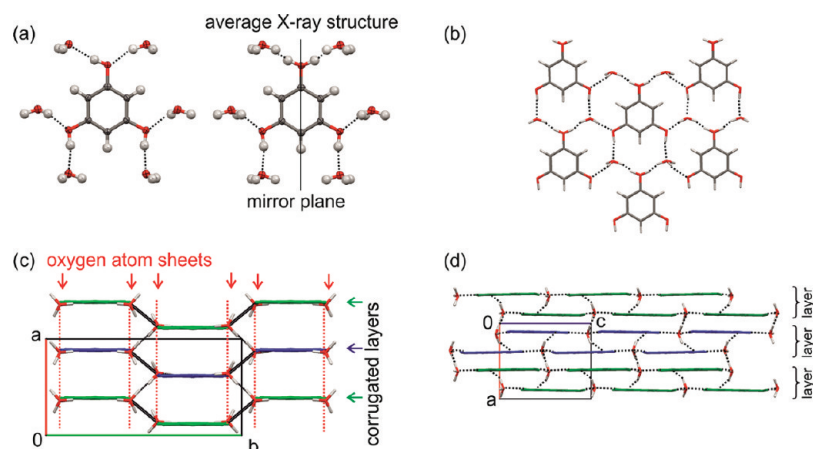 (a)
average X-ray structure
mirror plane
(b)
(c)
oxygen atom sheets
a
0
b
corrugated layers
(d)
0
c
a
layer
layer
layer